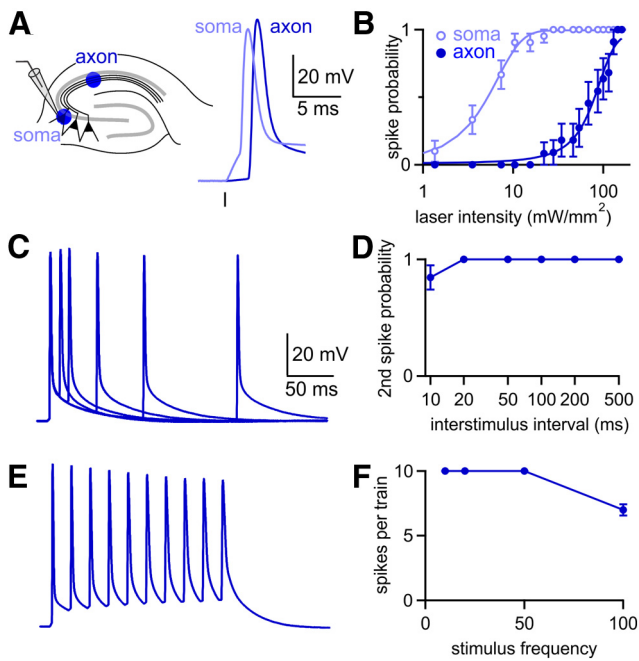 A
axon
soma
soma axon
20 mV
5 ms
B
soma
axon
spike probability
1
0
1 10 100
laser intensity (mW/mm²)
C
20 mV
50 ms
D
2nd spike probability
1
0
10 20 50 100 200 500
interstimulus interval (ms)
E
F
spikes per train
10
5
0
0 50 100
stimulus frequency